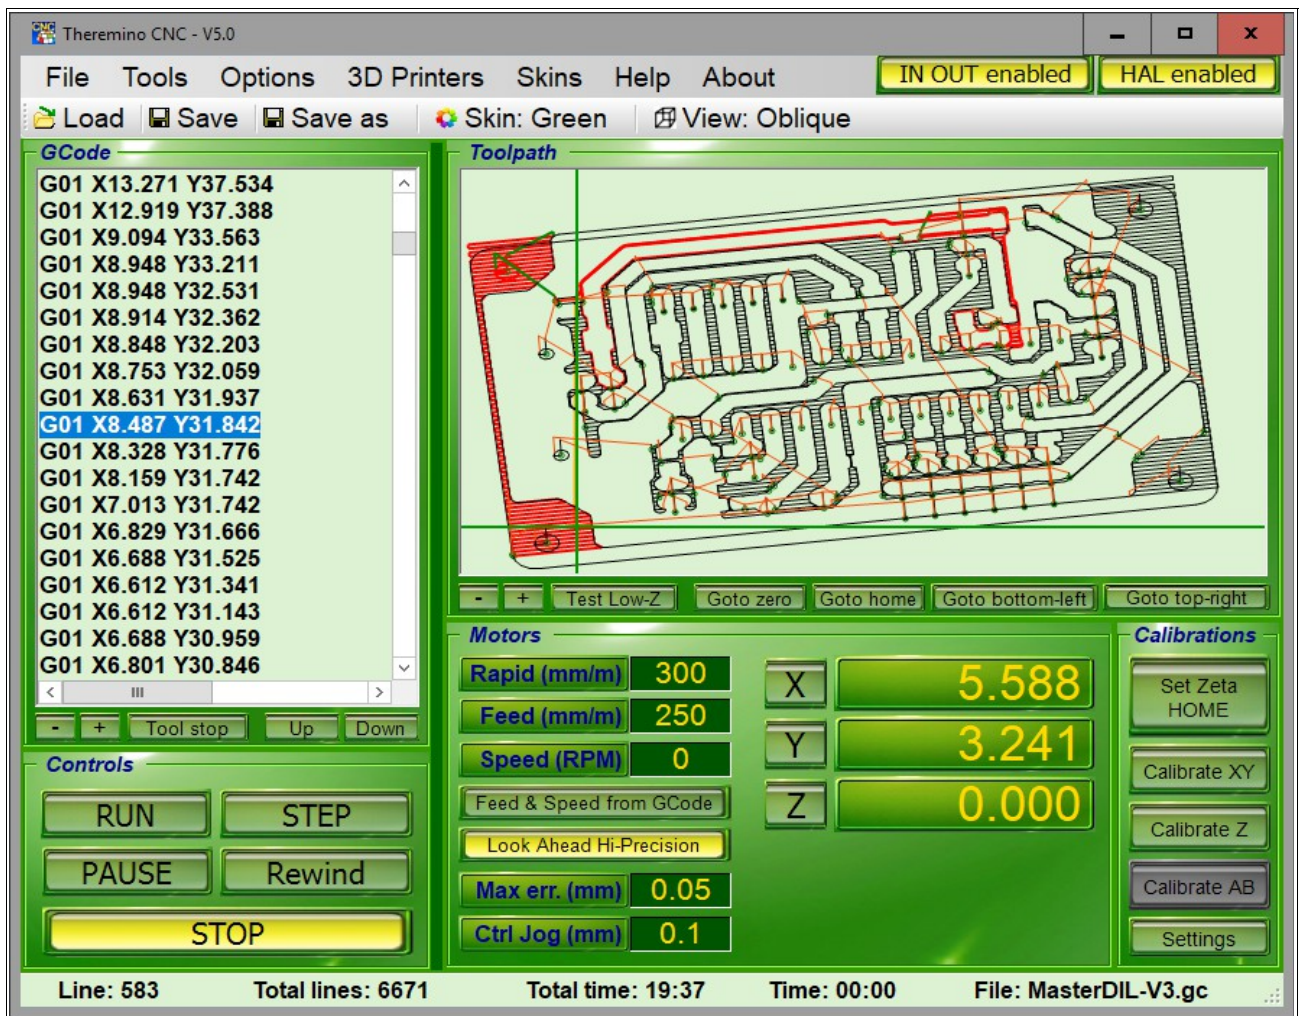 Theremino CNC - V5.0
File Tools Options 3D Printers Skins Help About IN OUT enabled HAL enabled
Load Save Save as Skin: Green View: Oblique
GCode
G01 X13.271 Y37.534
G01 X12.919 Y37.388
G01 X9.094 Y33.563
G01 X8.948 Y33.211
G01 X8.948 Y32.531
G01 X8.914 Y32.362
G01 X8.848 Y32.203
G01 X8.753 Y32.059
G01 X8.631 Y31.937
G01 X8.487 Y31.842
G01 X8.328 Y31.776
G01 X8.159 Y31.742
G01 X7.013 Y31.742
G01 X6.829 Y31.666
G01 X6.688 Y31.525
G01 X6.612 Y31.341
G01 X6.612 Y31.143
G01 X6.688 Y30.959
G01 X6.801 Y30.846
- + Tool stop Up Down
Toolpath
- + Test Low-Z Goto zero Goto home Goto bottom-left Goto top-right
Controls
RUN STEP
PAUSE Rewind
STOP
Motors
Rapid (mm/m) 300
Feed (mm/m) 250
Speed (RPM) 0
Feed & Speed from GCode
Look Ahead Hi-Precision
Max err. (mm) 0.05
Ctrl Jog (mm) 0.1
X 5.588
Y 3.241
Z 0.000
Calibrations
Set Zeta
HOME
Calibrate XY
Calibrate Z
Calibrate AB
Settings
Line: 583 Total lines: 6671 Total time: 19:37 Time: 00:00 File: MasterDIL-V3.gc